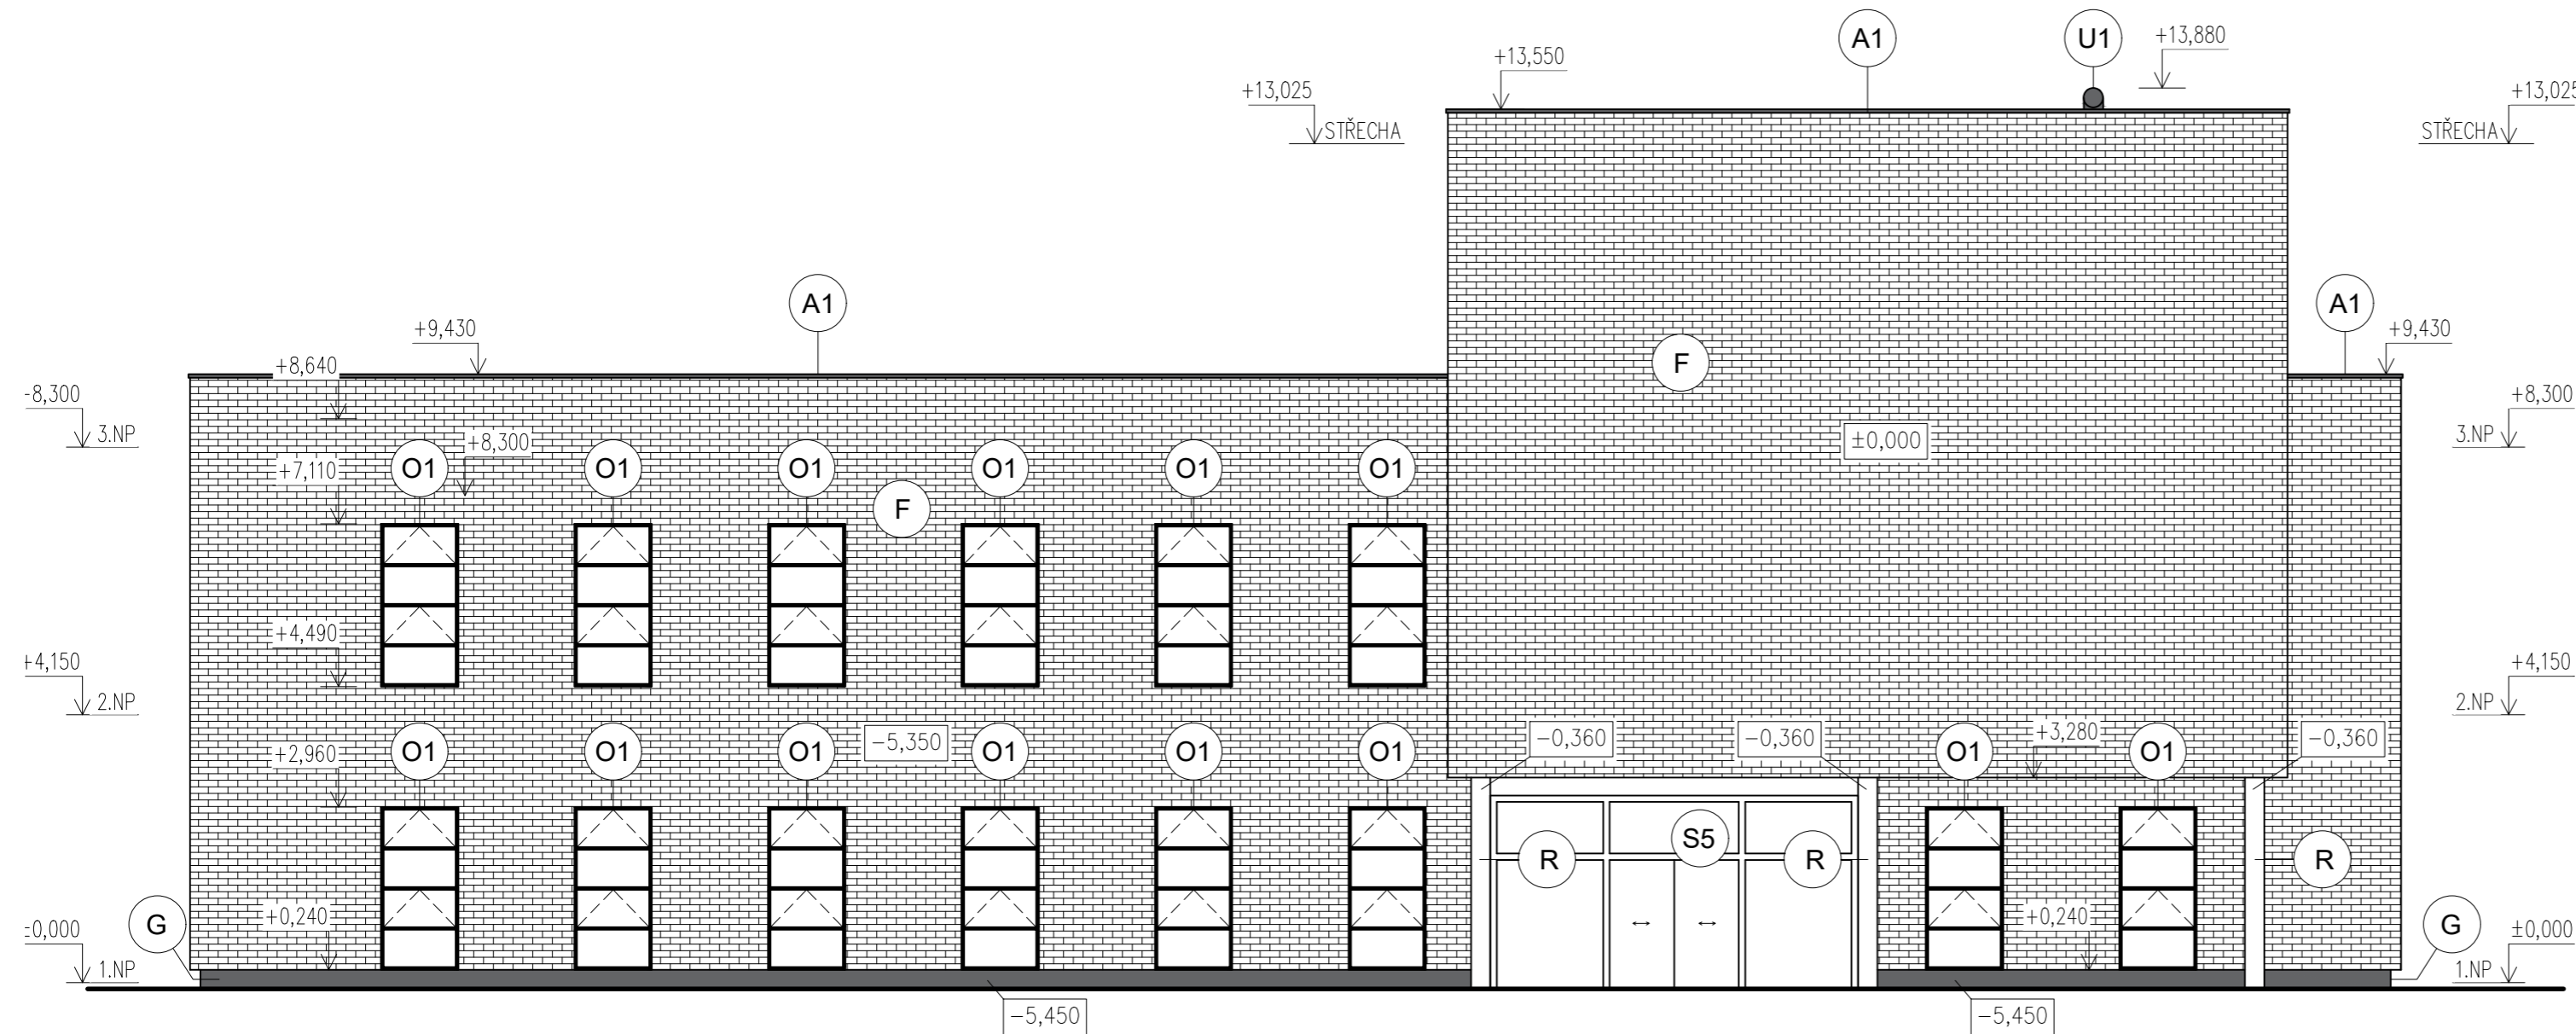 A1
U1
+13,880
+13,550
+13,025
STŘECHA
+13,025
STŘECHA
A1
A1
+9,430
+9,430
+8,640
F
-8,300
3.NP
+8,300
3.NP
+8,300
±0,000
+7,110
O1
O1
O1
O1
O1
O1
F
+4,490
+4,150
2.NP
+4,150
2.NP
+2,960
O1
O1
O1
-5,350
O1
O1
O1
-0,360
-0,360
O1
+3,280
O1
-0,360
R
S5
R
R
G
+0,240
+0,240
G
±0,000
1.NP
±0,000
1.NP
-5,450
-5,450